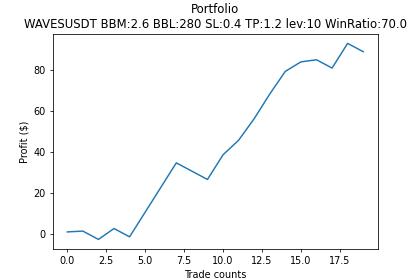 Portfolio
WAVESUSDT BBM:2.6 BBL:280 SL:0.4 TP:1.2 lev:10 WinRatio:70.0
Profit ($)
80
60
40
20
0
0.0 2.5 5.0 7.5 10.0 12.5 15.0 17.5
Trade counts